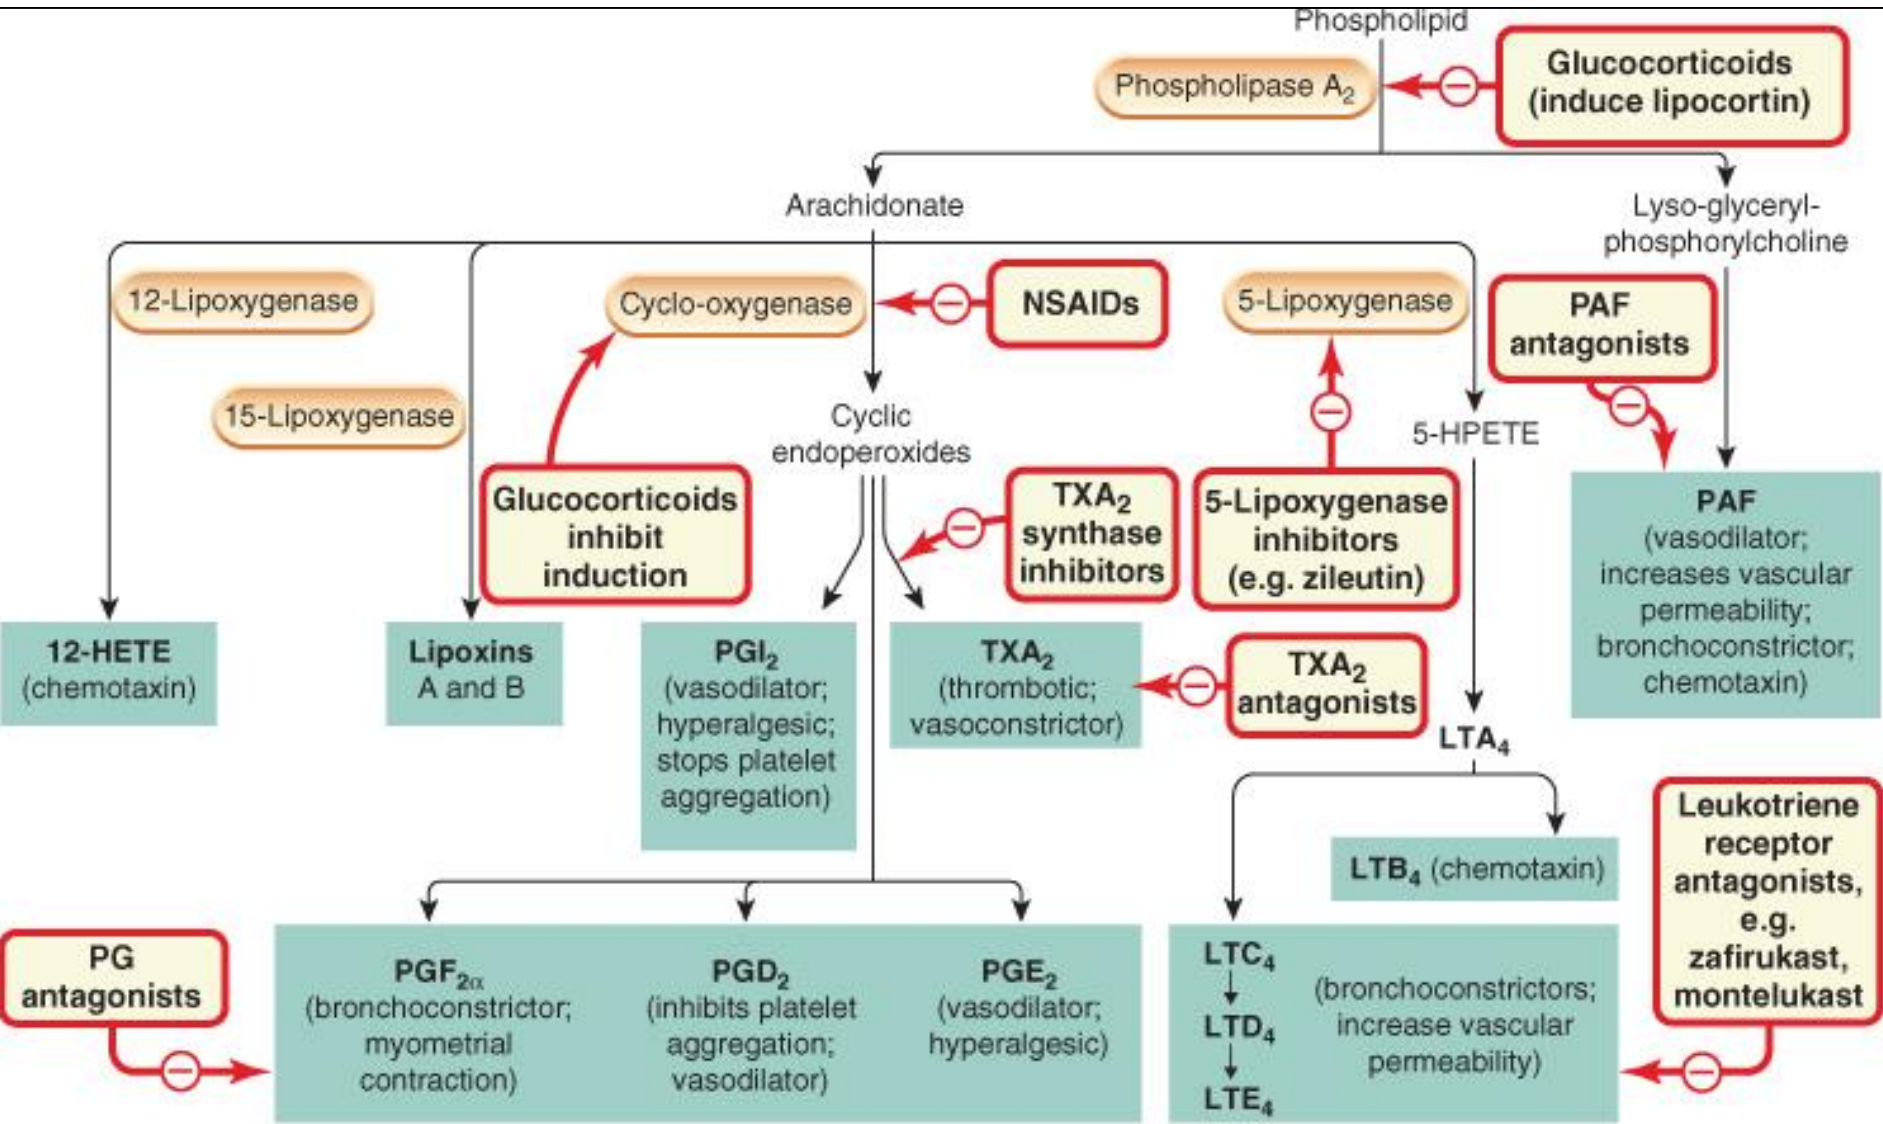 Phospholipid
Glucocorticoids
(induce lipocortin)
Phospholipase A2
Arachidonate
Lyso-glyceryl-
phosphorylcholine
12-Lipoxygenase
Cyclo-oxygenase
NSAIDs
5-Lipoxygenase
PAF
antagonists
15-Lipoxygenase
Cyclic
endoperoxides
5-HPETE
Glucocorticoids
inhibit
induction
TXA2
synthase
inhibitors
5-Lipoxygenase
inhibitors
(e.g. zileutin)
PAF
(vasodilator;
increases vascular
permeability;
bronchoconstrictor;
chemotaxin)
12-HETE
(chemotaxin)
Lipoxins
A and B
PGI2
(vasodilator;
hyperalgesic;
stops platelet
aggregation)
TXA2
(thrombotic;
vasoconstrictor)
TXA2
antagonists
LTA4
LTB4 (chemotaxin)
Leukotriene
receptor
antagonists,
e.g.
zafirukast,
montelukast
PG
antagonists
PGF2α
(bronchoconstrictor;
myometrial
contraction)
PGD2
(inhibits platelet
aggregation;
vasodilator)
PGE2
(vasodilator;
hyperalgesic)
LTC4
LTD4
LTE4
(bronchoconstrictors;
increase vascular
permeability)